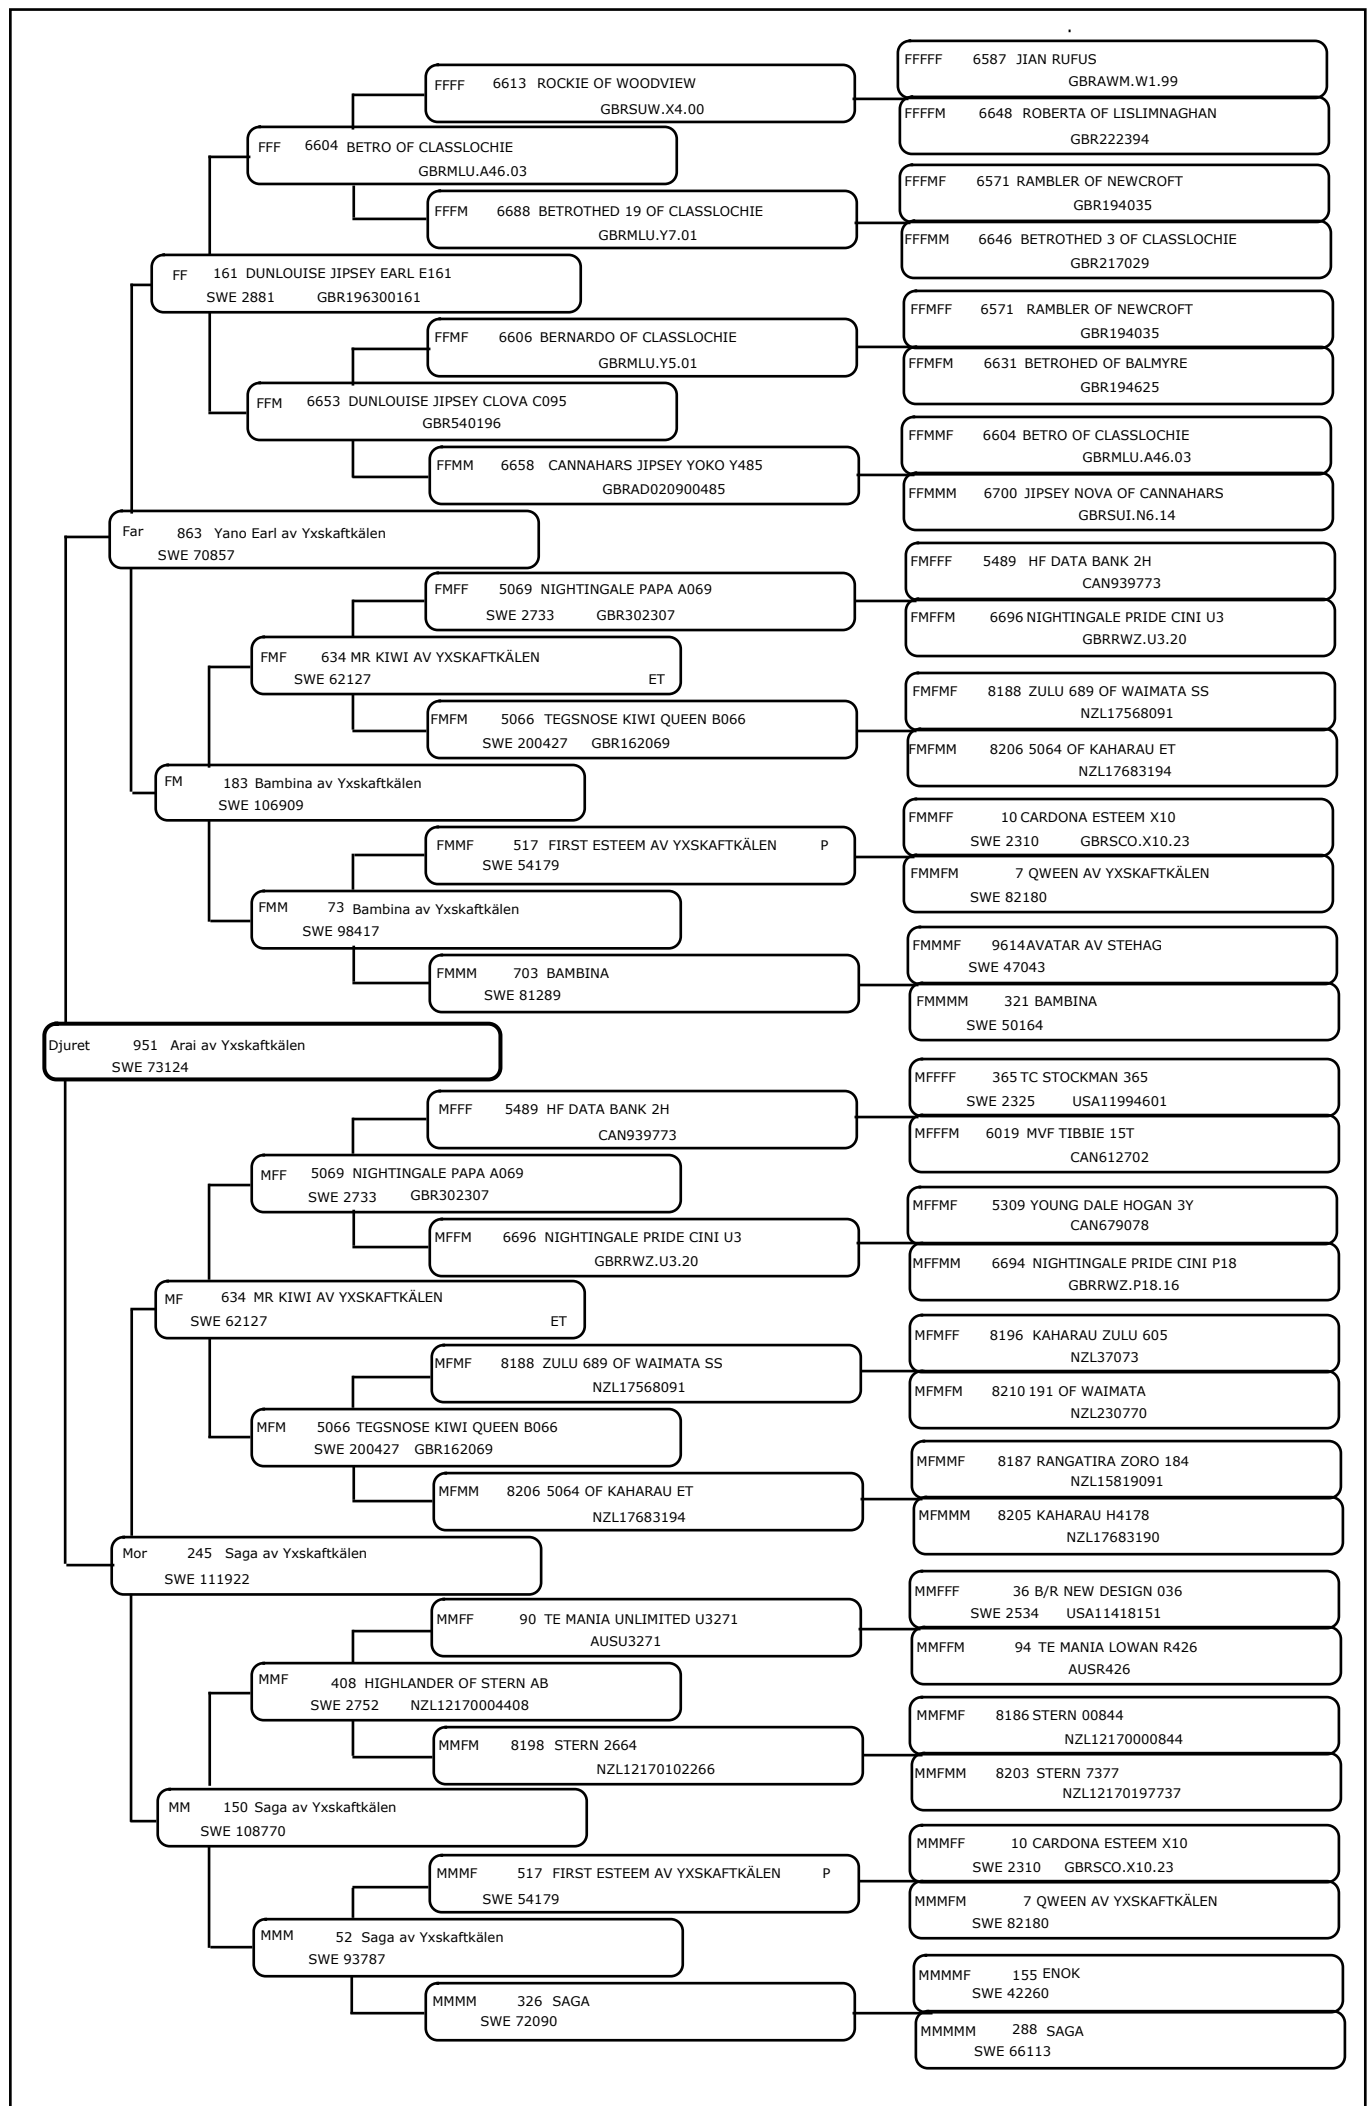 FFFFF 6587 JIAN RUFUS
GBRAWM.W1.99
FFFF 6613 ROCKIE OF WOODVIEW
GBRSUW.X4.00
FFFFM 6648 ROBERTA OF LISLIMNAGHAN
GBR222394
FFF 6604 BETRO OF CLASSLOCHIE
GBRMLU.A46.03
FFFMF 6571 RAMBLER OF NEWCROFT
GBR194035
FFFM 6688 BETROTHED 19 OF CLASSLOCHIE
GBRMLU.Y7.01
FFFMM 6646 BETROTHED 3 OF CLASSLOCHIE
GBR217029
FF 161 DUNLOUISE JIPSEY EARL E161
SWE 2881 GBR196300161
FFMFF 6571 RAMBLER OF NEWCROFT
GBR194035
FFMF 6606 BERNARDO OF CLASSLOCHIE
GBRMLU.Y5.01
FFMFM 6631 BETROHED OF BALMYRE
GBR194625
FFM 6653 DUNLOUISE JIPSEY CLOVA C095
GBR540196
FFMMF 6604 BETRO OF CLASSLOCHIE
GBRMLU.A46.03
FFMM 6658 CANNAHARS JIPSEY YOKO Y485
GBRAD020900485
FFMMM 6700 JIPSEY NOVA OF CANNAHARS
GBRSUI.N6.14
Far 863 Yano Earl av Yxskaftkälen
SWE 70857
FMFFF 5489 HF DATA BANK 2H
CAN939773
FMFF 5069 NIGHTINGALE PAPA A069
SWE 2733 GBR302307
FMFFM 6696 NIGHTINGALE PRIDE CINI U3
GBRRWZ.U3.20
FMF 634 MR KIWI AV YXSKAFTKÄLEN
SWE 62127 ET
FMFMF 8188 ZULU 689 OF WAIMATA SS
NZL17568091
FMFM 5066 TEGSNOSE KIWI QUEEN B066
SWE 200427 GBR162069
FMFMM 8206 5064 OF KAHARAU ET
NZL17683194
FM 183 Bambina av Yxskaftkälen
SWE 106909
FMMFF 10 CARDONA ESTEEM X10
SWE 2310 GBRSCO.X10.23
FMMF 517 FIRST ESTEEM AV YXSKAFTKÄLEN P
SWE 54179
FMMFM 7 QWEEN AV YXSKAFTKÄLEN
SWE 82180
FMM 73 Bambina av Yxskaftkälen
SWE 98417
FMMMF 9614 AVATAR AV STEHAG
SWE 47043
FMMM 703 BAMBINA
SWE 81289
FMMMM 321 BAMBINA
SWE 50164
Djuret 951 Arai av Yxskaftkälen
SWE 73124
MFFFF 365 TC STOCKMAN 365
SWE 2325 USA11994601
MFFF 5489 HF DATA BANK 2H
CAN939773
MFFFM 6019 MVF TIBBIE 15T
CAN612702
MFF 5069 NIGHTINGALE PAPA A069
SWE 2733 GBR302307
MFFMF 5309 YOUNG DALE HOGAN 3Y
CAN679078
MFFM 6696 NIGHTINGALE PRIDE CINI U3
GBRRWZ.U3.20
MFFMM 6694 NIGHTINGALE PRIDE CINI P18
GBRRWZ.P18.16
MF 634 MR KIWI AV YXSKAFTKÄLEN
SWE 62127 ET
MFMFF 8196 KAHARAU ZULU 605
NZL37073
MFMF 8188 ZULU 689 OF WAIMATA SS
NZL17568091
MFMFM 8210 191 OF WAIMATA
NZL230770
MFM 5066 TEGSNOSE KIWI QUEEN B066
SWE 200427 GBR162069
MFMMF 8187 RANGATIRA ZORO 184
NZL15819091
MFMM 8206 5064 OF KAHARAU ET
NZL17683194
MFMMM 8205 KAHARAU H4178
NZL17683190
Mor 245 Saga av Yxskaftkälen
SWE 111922
MMFFF 36 B/R NEW DESIGN 036
SWE 2534 USA11418151
MMFF 90 TE MANIA UNLIMITED U3271
AUSU3271
MMFFM 94 TE MANIA LOWAN R426
AUSR426
MMF 408 HIGHLANDER OF STERN AB
SWE 2752 NZL12170004408
MMFMF 8186 STERN 00844
NZL12170000844
MMFM 8198 STERN 2664
NZL12170102266
MMFMM 8203 STERN 7377
NZL12170197737
MM 150 Saga av Yxskaftkälen
SWE 108770
MMMFF 10 CARDONA ESTEEM X10
SWE 2310 GBRSCO.X10.23
MMMF 517 FIRST ESTEEM AV YXSKAFTKÄLEN P
SWE 54179
MMMFM 7 QWEEN AV YXSKAFTKÄLEN
SWE 82180
MMM 52 Saga av Yxskaftkälen
SWE 93787
MMMMF 155 ENOK
SWE 42260
MMMM 326 SAGA
SWE 72090
MMMMM 288 SAGA
SWE 66113